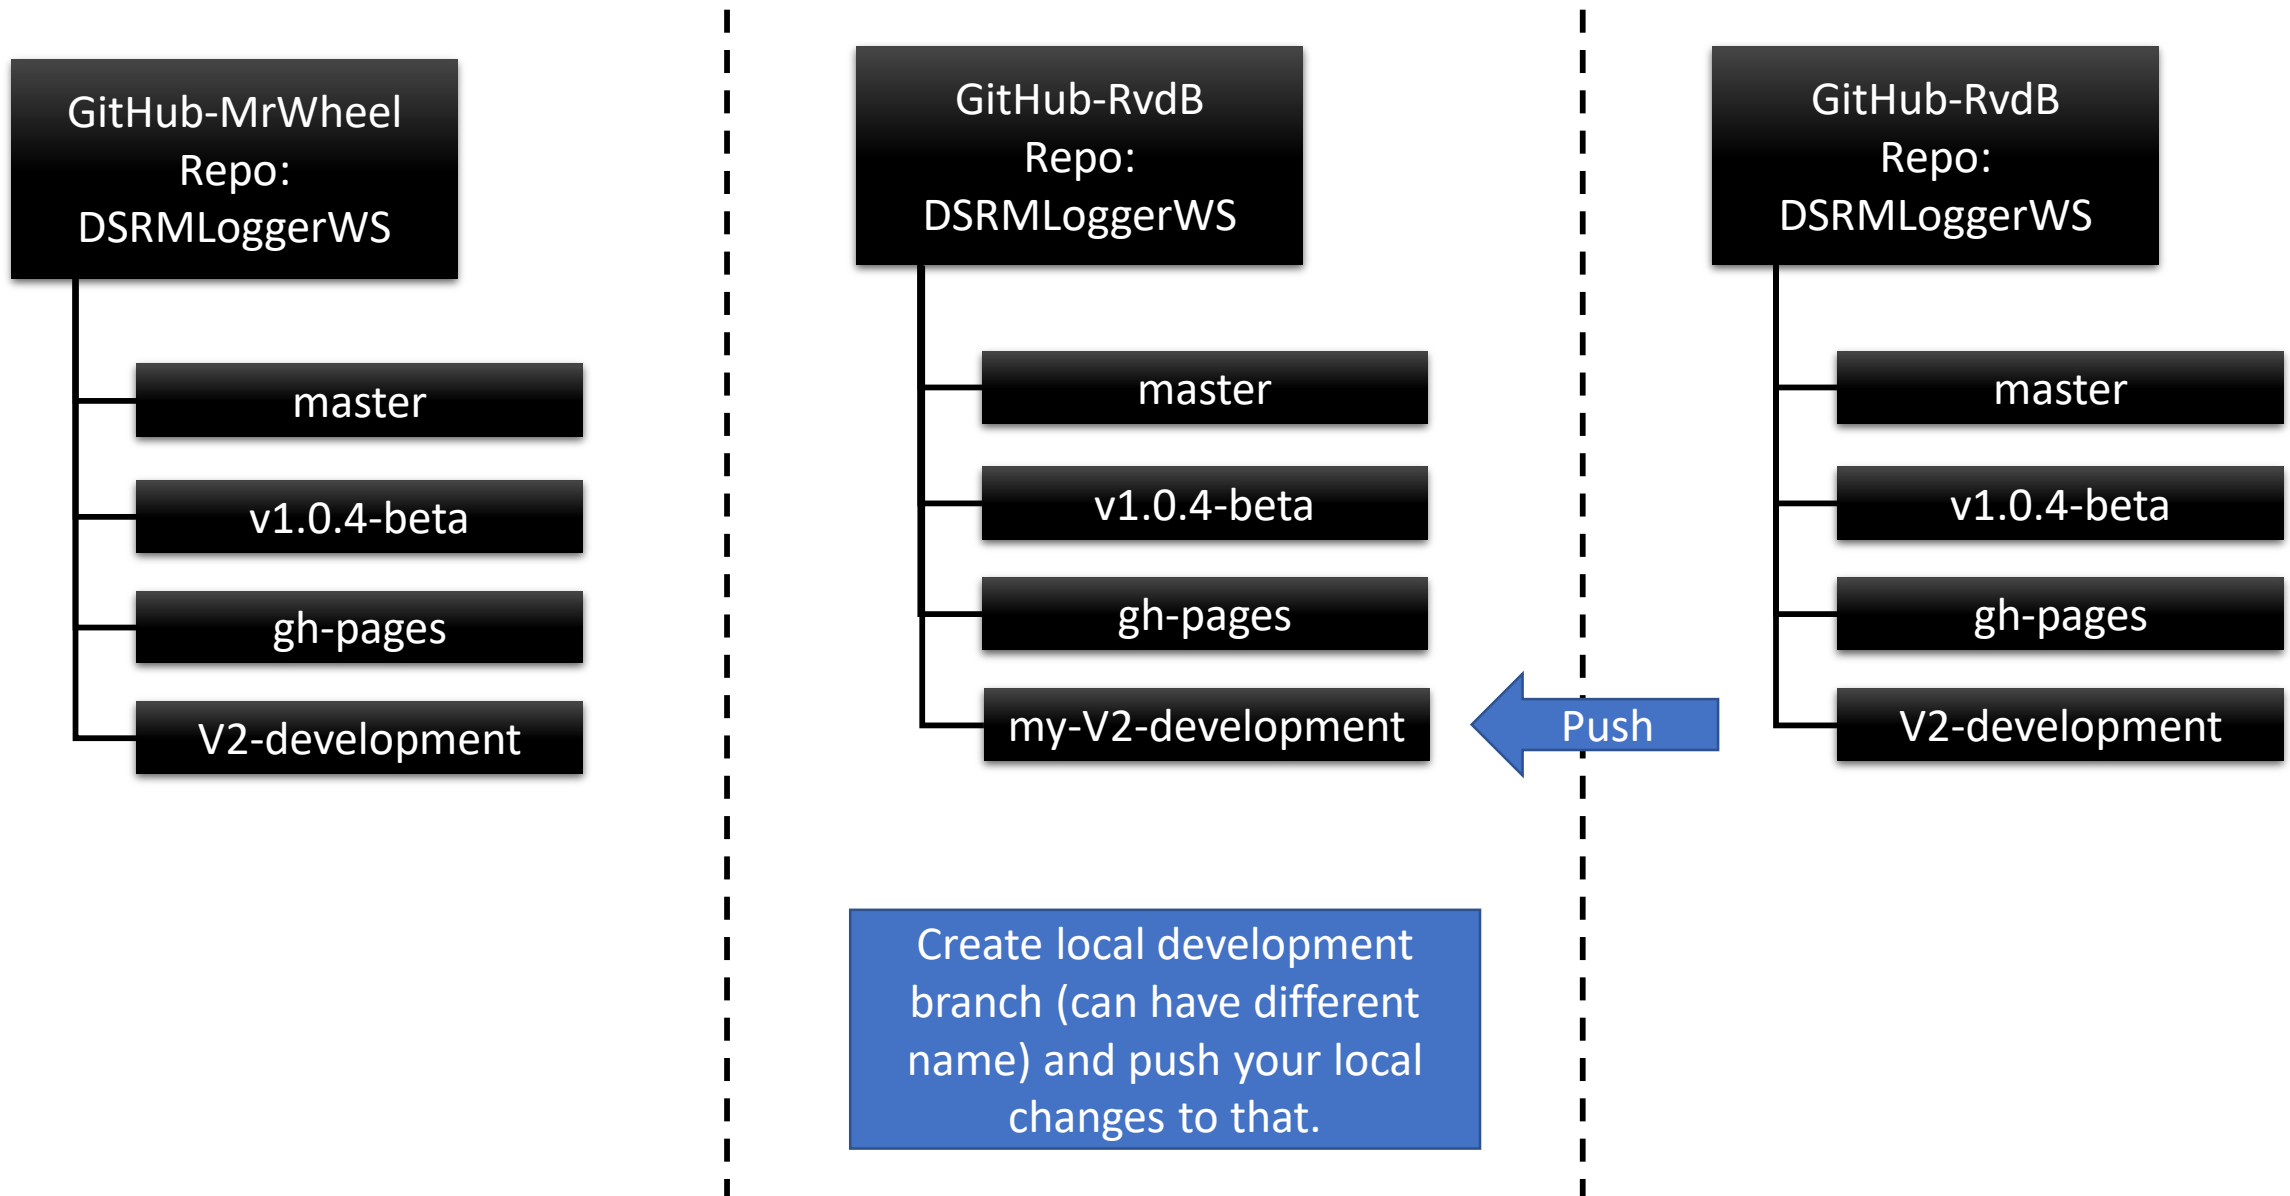 GitHub-MrWheel
Repo:
DSRMLoggerWS
master
v1.0.4-beta
gh-pages
V2-development
GitHub-RvdB
Repo:
DSRMLoggerWS
master
v1.0.4-beta
gh-pages
my-V2-development
Push
Create local development
branch (can have different
name) and push your local
changes to that.
GitHub-RvdB
Repo:
DSRMLoggerWS
master
v1.0.4-beta
gh-pages
V2-development